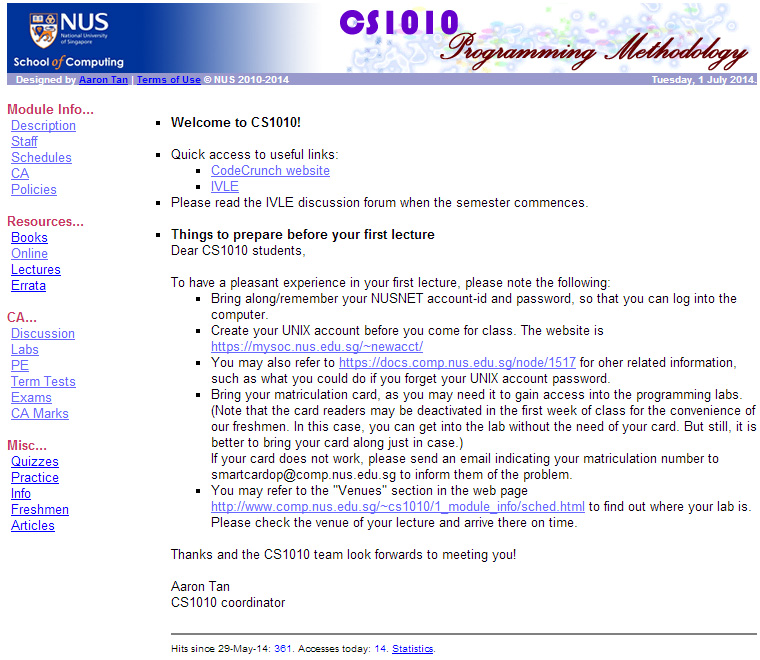 NUS
National University
of Singapore
School of Computing
CS1010
Programming Methodology
Designed by Aaron Tan | Terms of Use © NUS 2010-2014
Tuesday, 1 July 2014.
Module Info...
Description
Staff
Schedules
CA
Policies
Resources...
Books
Online
Lectures
Errata
CA...
Discussion
Labs
PE
Term Tests
Exams
CA Marks
Misc...
Quizzes
Practice
Info
Freshmen
Articles
Welcome to CS1010!
Quick access to useful links:
CodeCrunch website
IVLE
Please read the IVLE discussion forum when the semester commences.
Things to prepare before your first lecture
Dear CS1010 students,
To have a pleasant experience in your first lecture, please note the following:
Bring along/remember your NUSNET account-id and password, so that you can log into the
computer.
Create your UNIX account before you come for class. The website is
https://mysoc.nus.edu.sg/~newacct/
You may also refer to https://docs.comp.nus.edu.sg/node/1517 for oher related information,
such as what you could do if you forget your UNIX account password.
Bring your matriculation card, as you may need it to gain access into the programming labs.
(Note that the card readers may be deactivated in the first week of class for the convenience of
our freshmen. In this case, you can get into the lab without the need of your card. But still, it is
better to bring your card along just in case.)
If your card does not work, please send an email indicating your matriculation number to
smartcardop@comp.nus.edu.sg to inform them of the problem.
You may refer to the "Venues" section in the web page
http://www.comp.nus.edu.sg/~cs1010/1_module_info/sched.html to find out where your lab is.
Please check the venue of your lecture and arrive there on time.
Thanks and the CS1010 team look forwards to meeting you!
Aaron Tan
CS1010 coordinator
Hits since 29-May-14: 361. Accesses today: 14. Statistics.